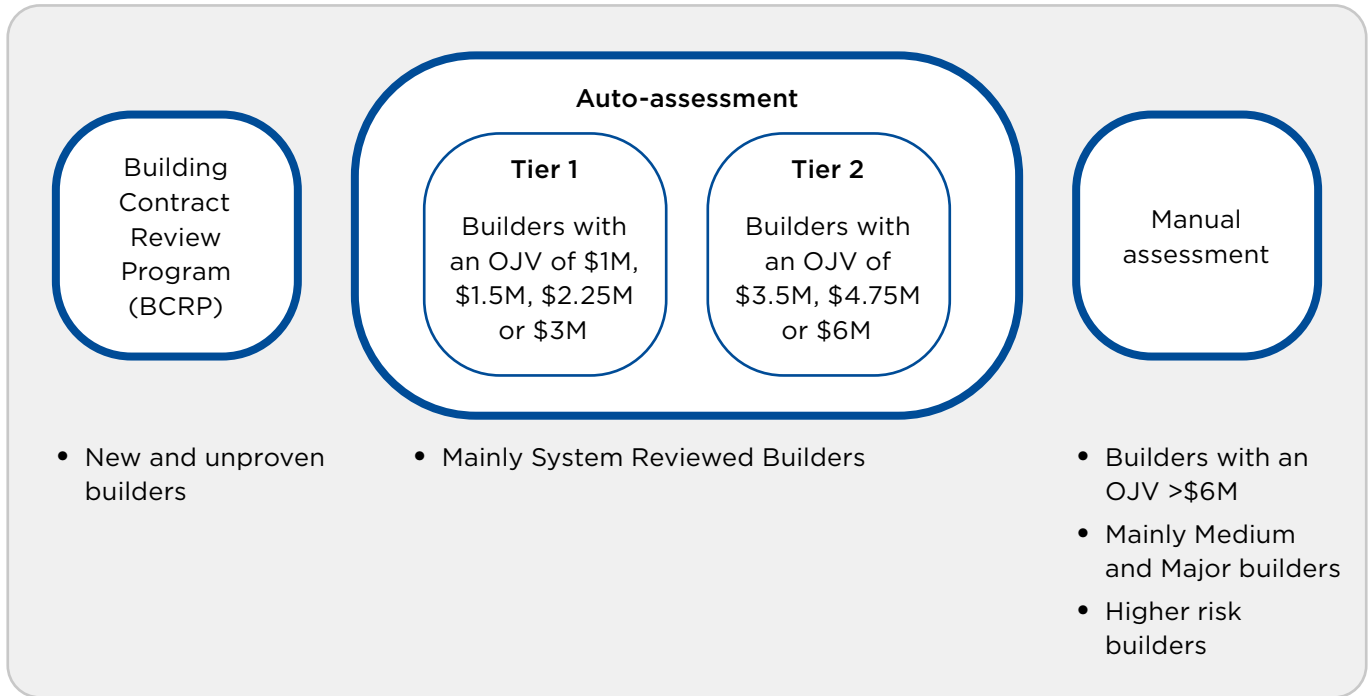 Building
Contract
Review
Program
(BCRP)
Auto-assessment
Tier 1
Builders with
an OJV of $1M,
$1.5M, $2.25M
or $3M
Tier 2
Builders with
an OJV of
$3.5M, $4.75M
or $6M
Manual
assessment
• New and unproven
builders
• Mainly System Reviewed Builders
• Builders with an
OJV >$6M
• Mainly Medium
and Major builders
• Higher risk
builders